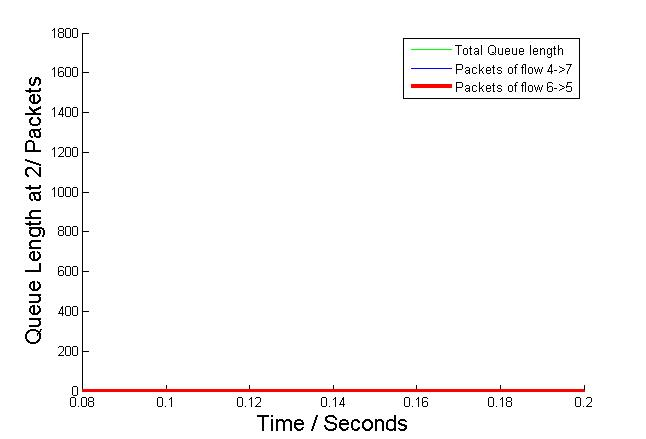 1800
1600
1400
1200
1000
800
600
400
200
0
Queue Length at 2/ Packets
Total Queue length
Packets of flow 4->7
Packets of flow 6->5
0.08 0.1 0.12 0.14 0.16 0.18 0.2
Time / Seconds